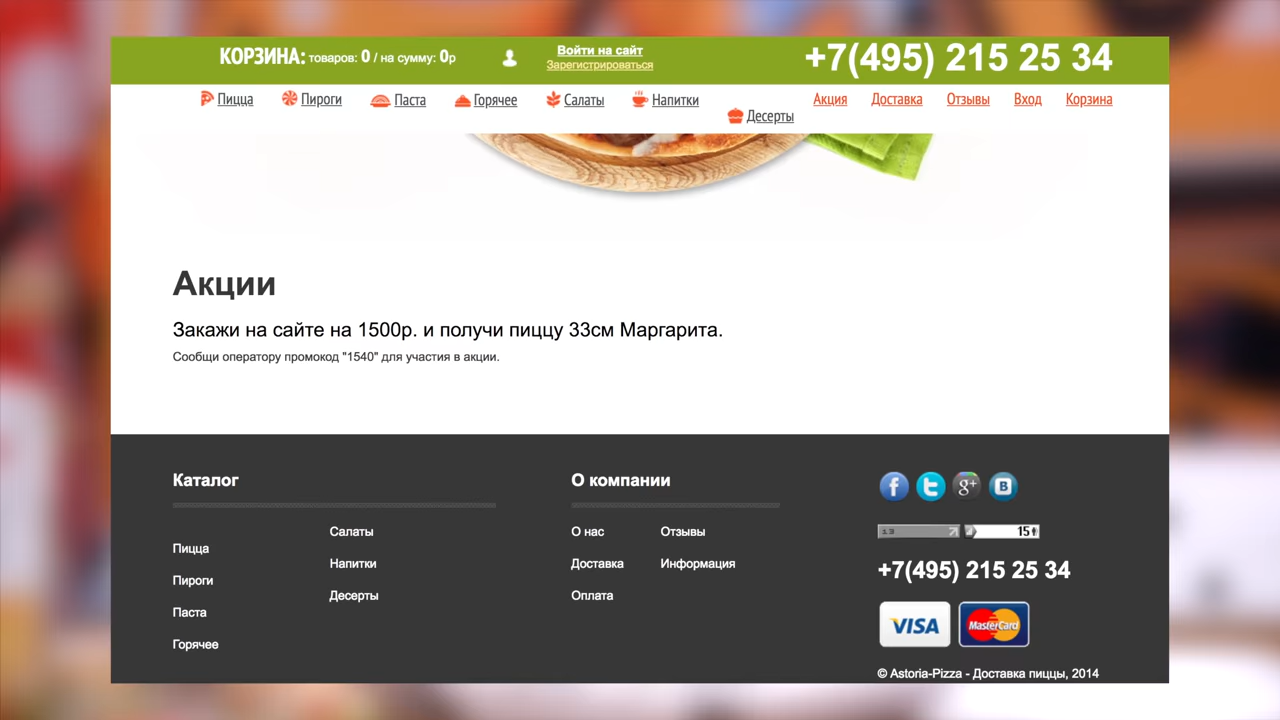 КОРЗИНА: товаров: 0 / на сумму: 0р
Войти на сайт
Зарегистрироваться
+7(495) 215 25 34
Пицца
Пироги
Паста
Горячее
Салаты
Напитки
Десерты
Акция
Доставка
Отзывы
Вход
Корзина
Акции
Закажи на сайте на 1500р. и получи пиццу 33см Маргарита.
Сообщи оператору промокод "1540" для участия в акции.
Каталог
Пицца
Пироги
Паста
Горячее
Салаты
Напитки
Десерты
О компании
О нас
Доставка
Оплата
Отзывы
Информация
15
+7(495) 215 25 34
VISA
MasterCard
© Astoria-Pizza - Доставка пиццы, 2014